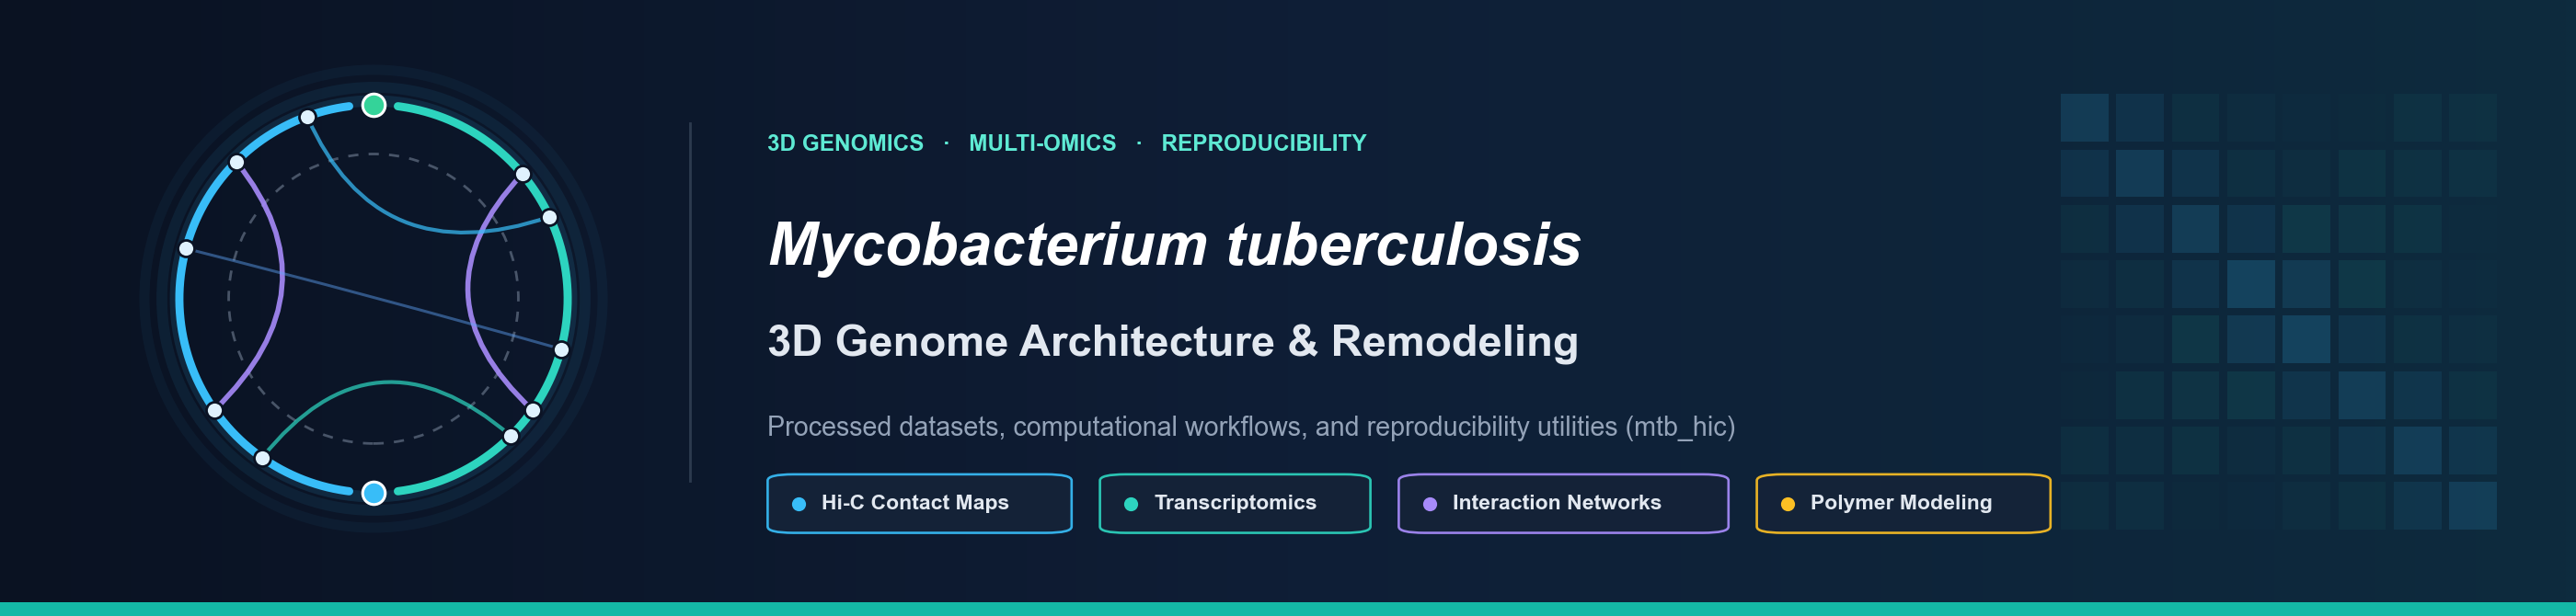 3D GENOMICS · MULTI-OMICS · REPRODUCIBILITY
Mycobacterium tuberculosis
3D Genome Architecture & Remodeling
Processed datasets, computational workflows, and reproducibility utilities (mtb_hic)
Hi-C Contact Maps Transcriptomics Interaction Networks Polymer Modeling